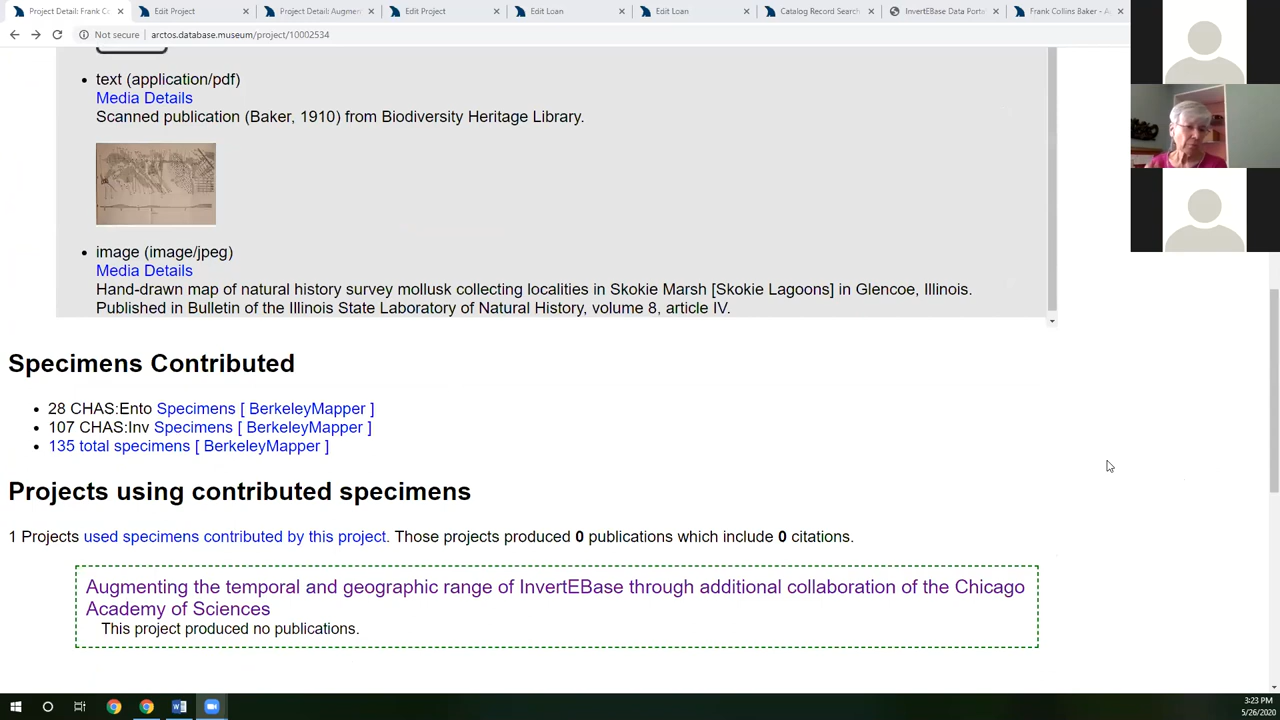 Project Detail: Frank C
Edit Project
Project Detail: Augmen
Edit Project
Edit Loan
Edit Loan
Catalog Record Search
InvertEBase Data Porta
Frank Collins Baker - A
Not secure
arctos.database.museum/project/10002534
• text (application/pdf)
Media Details
Scanned publication (Baker, 1910) from Biodiversity Heritage Library.
• image (image/jpeg)
Media Details
Hand-drawn map of natural history survey mollusk collecting localities in Skokie Marsh [Skokie Lagoons] in Glencoe, Illinois.
Published in Bulletin of the Illinois State Laboratory of Natural History, volume 8, article IV.
Specimens Contributed
• 28 CHAS:Ento Specimens [ BerkeleyMapper ]
• 107 CHAS:Inv Specimens [ BerkeleyMapper ]
• 135 total specimens [ BerkeleyMapper ]
Projects using contributed specimens
1 Projects used specimens contributed by this project. Those projects produced 0 publications which include 0 citations.
Augmenting the temporal and geographic range of InvertEBase through additional collaboration of the Chicago
Academy of Sciences
This project produced no publications.
3:23 PM
5/26/2020